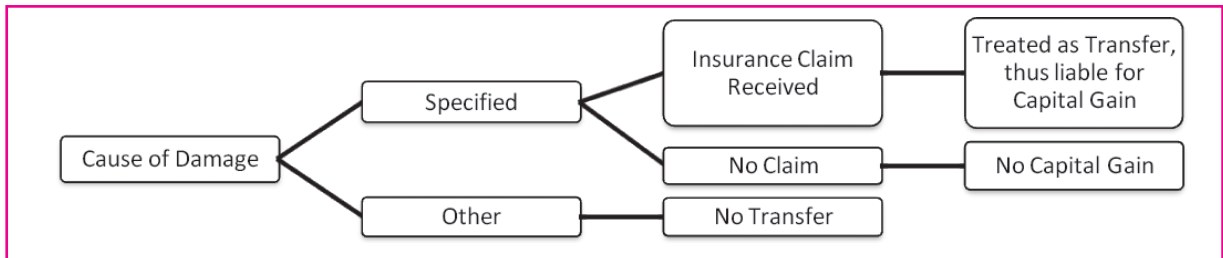 Cause of Damage
Specified
Insurance Claim
Received
Treated as Transfer,
thus liable for
Capital Gain
No Claim
No Capital Gain
Other
No Transfer